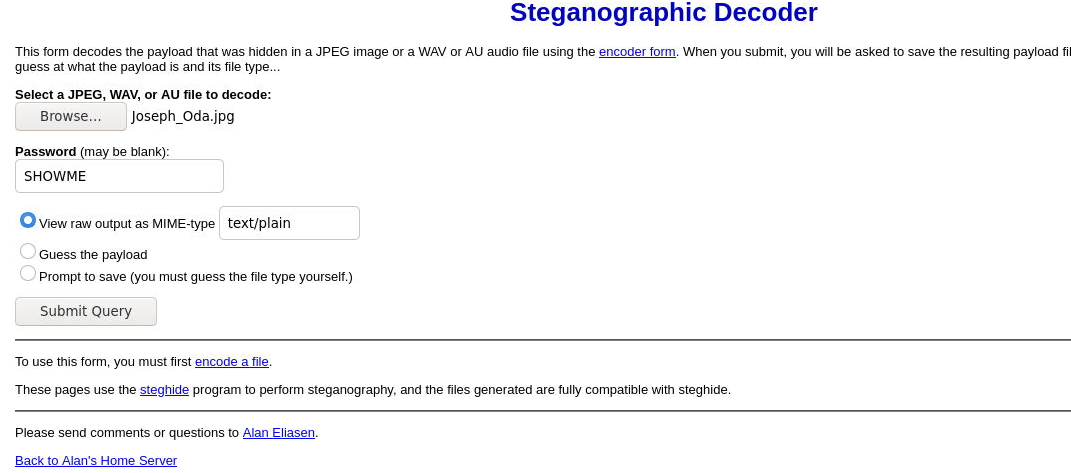 Steganographic Decoder
This form decodes the payload that was hidden in a JPEG image or a WAV or AU audio file using the encoder form. When you submit, you will be asked to save the resulting payload
guess at what the payload is and its file type...
Select a JPEG, WAV, or AU file to decode:
Browse... Joseph_Oda.jpg
Password (may be blank):
SHOWME
View raw output as MIME-type text/plain
Guess the payload
Prompt to save (you must guess the file type yourself.)
Submit Query
To use this form, you must first encode a file.
These pages use the steghide program to perform steganography, and the files generated are fully compatible with steghide.
Please send comments or questions to Alan Eliasen.
Back to Alan's Home Server